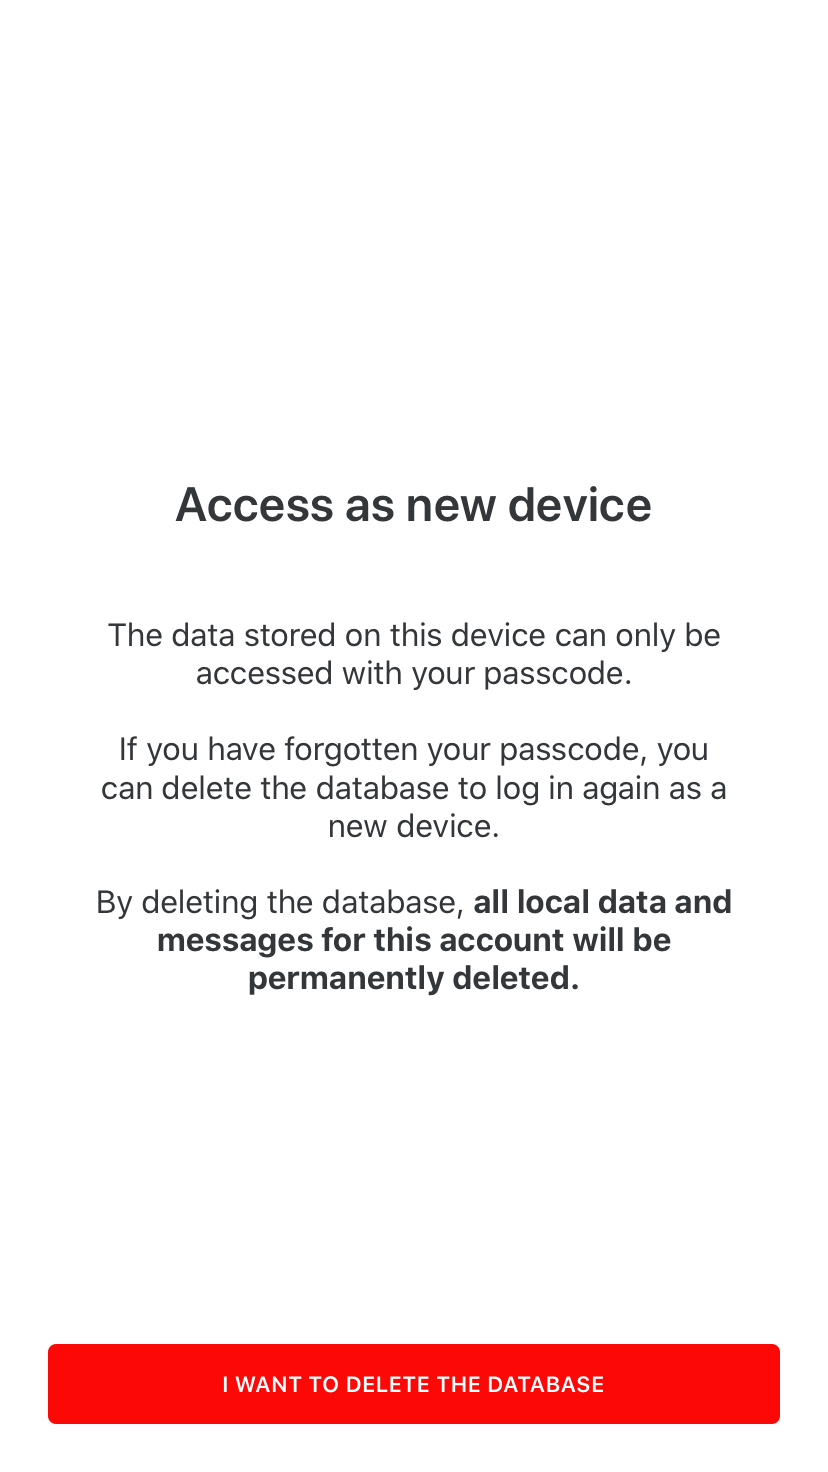 Access as new device
The data stored on this device can only be
accessed with your passcode.
If you have forgotten your passcode, you
can delete the database to log in again as a
new device.
By deleting the database, all local data and
messages for this account will be
permanently deleted.
I WANT TO DELETE THE DATABASE